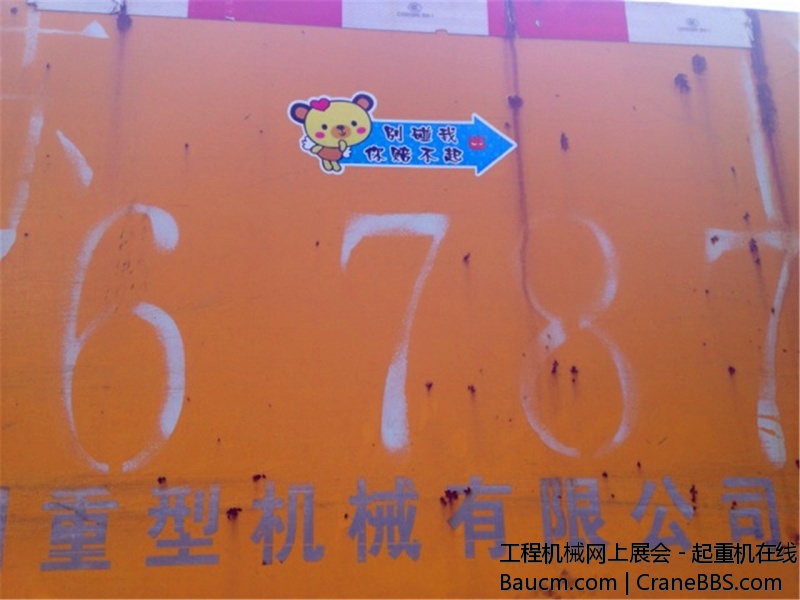 别碰我
你赔不起
6787
重型机械有限公司
工程机械网上展会 - 起重机在线
Baucm.com | CraneBBS.com